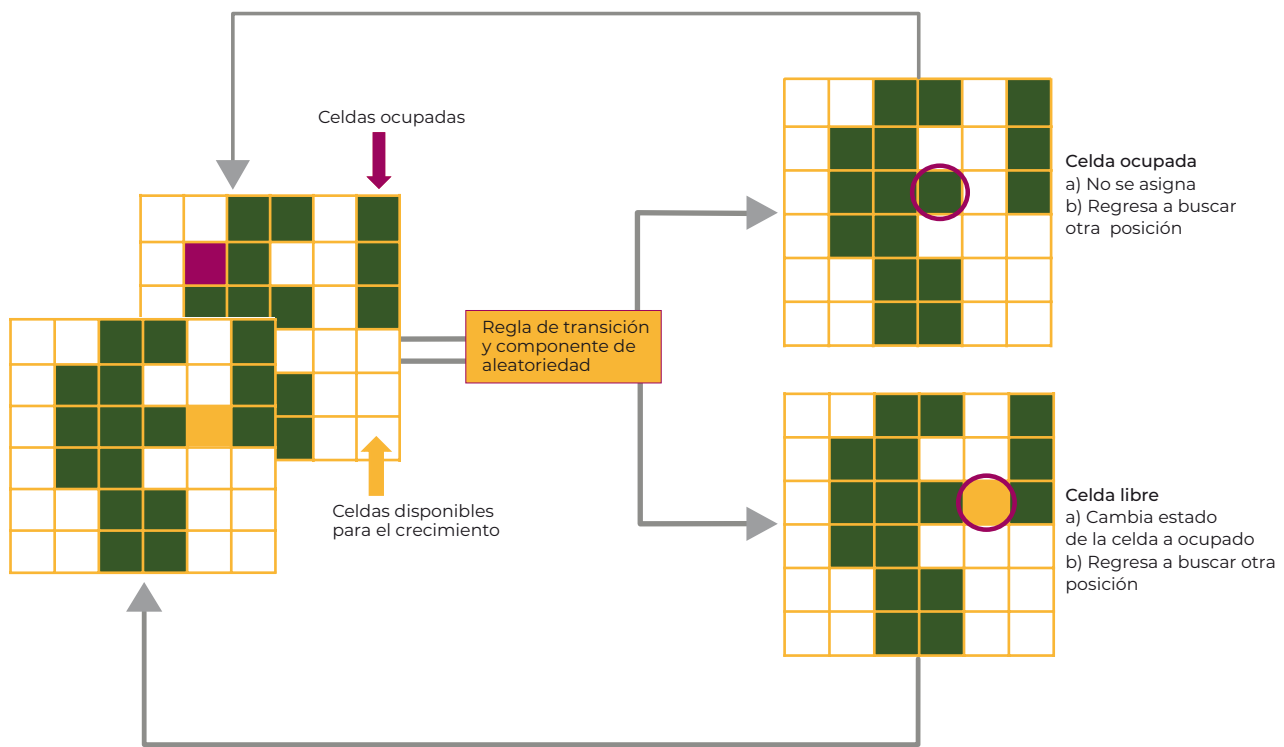 Celdas ocupadas
Regla de transición
y componente de
aleatoriedad
Celdas disponibles
para el crecimiento
Celda ocupada
a) No se asigna
b) Regresa a buscar
otra posición
Celda libre
a) Cambia estado
de la celda a ocupado
b) Regresa a buscar otra
posición